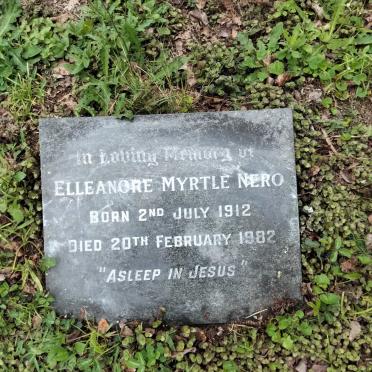 In Loving Memory of
ELLEANORE MYRTLE NERO
BORN 2ND JULY 1912
DIED 20TH FEBRUARY 1982
"ASLEEP IN JESUS"